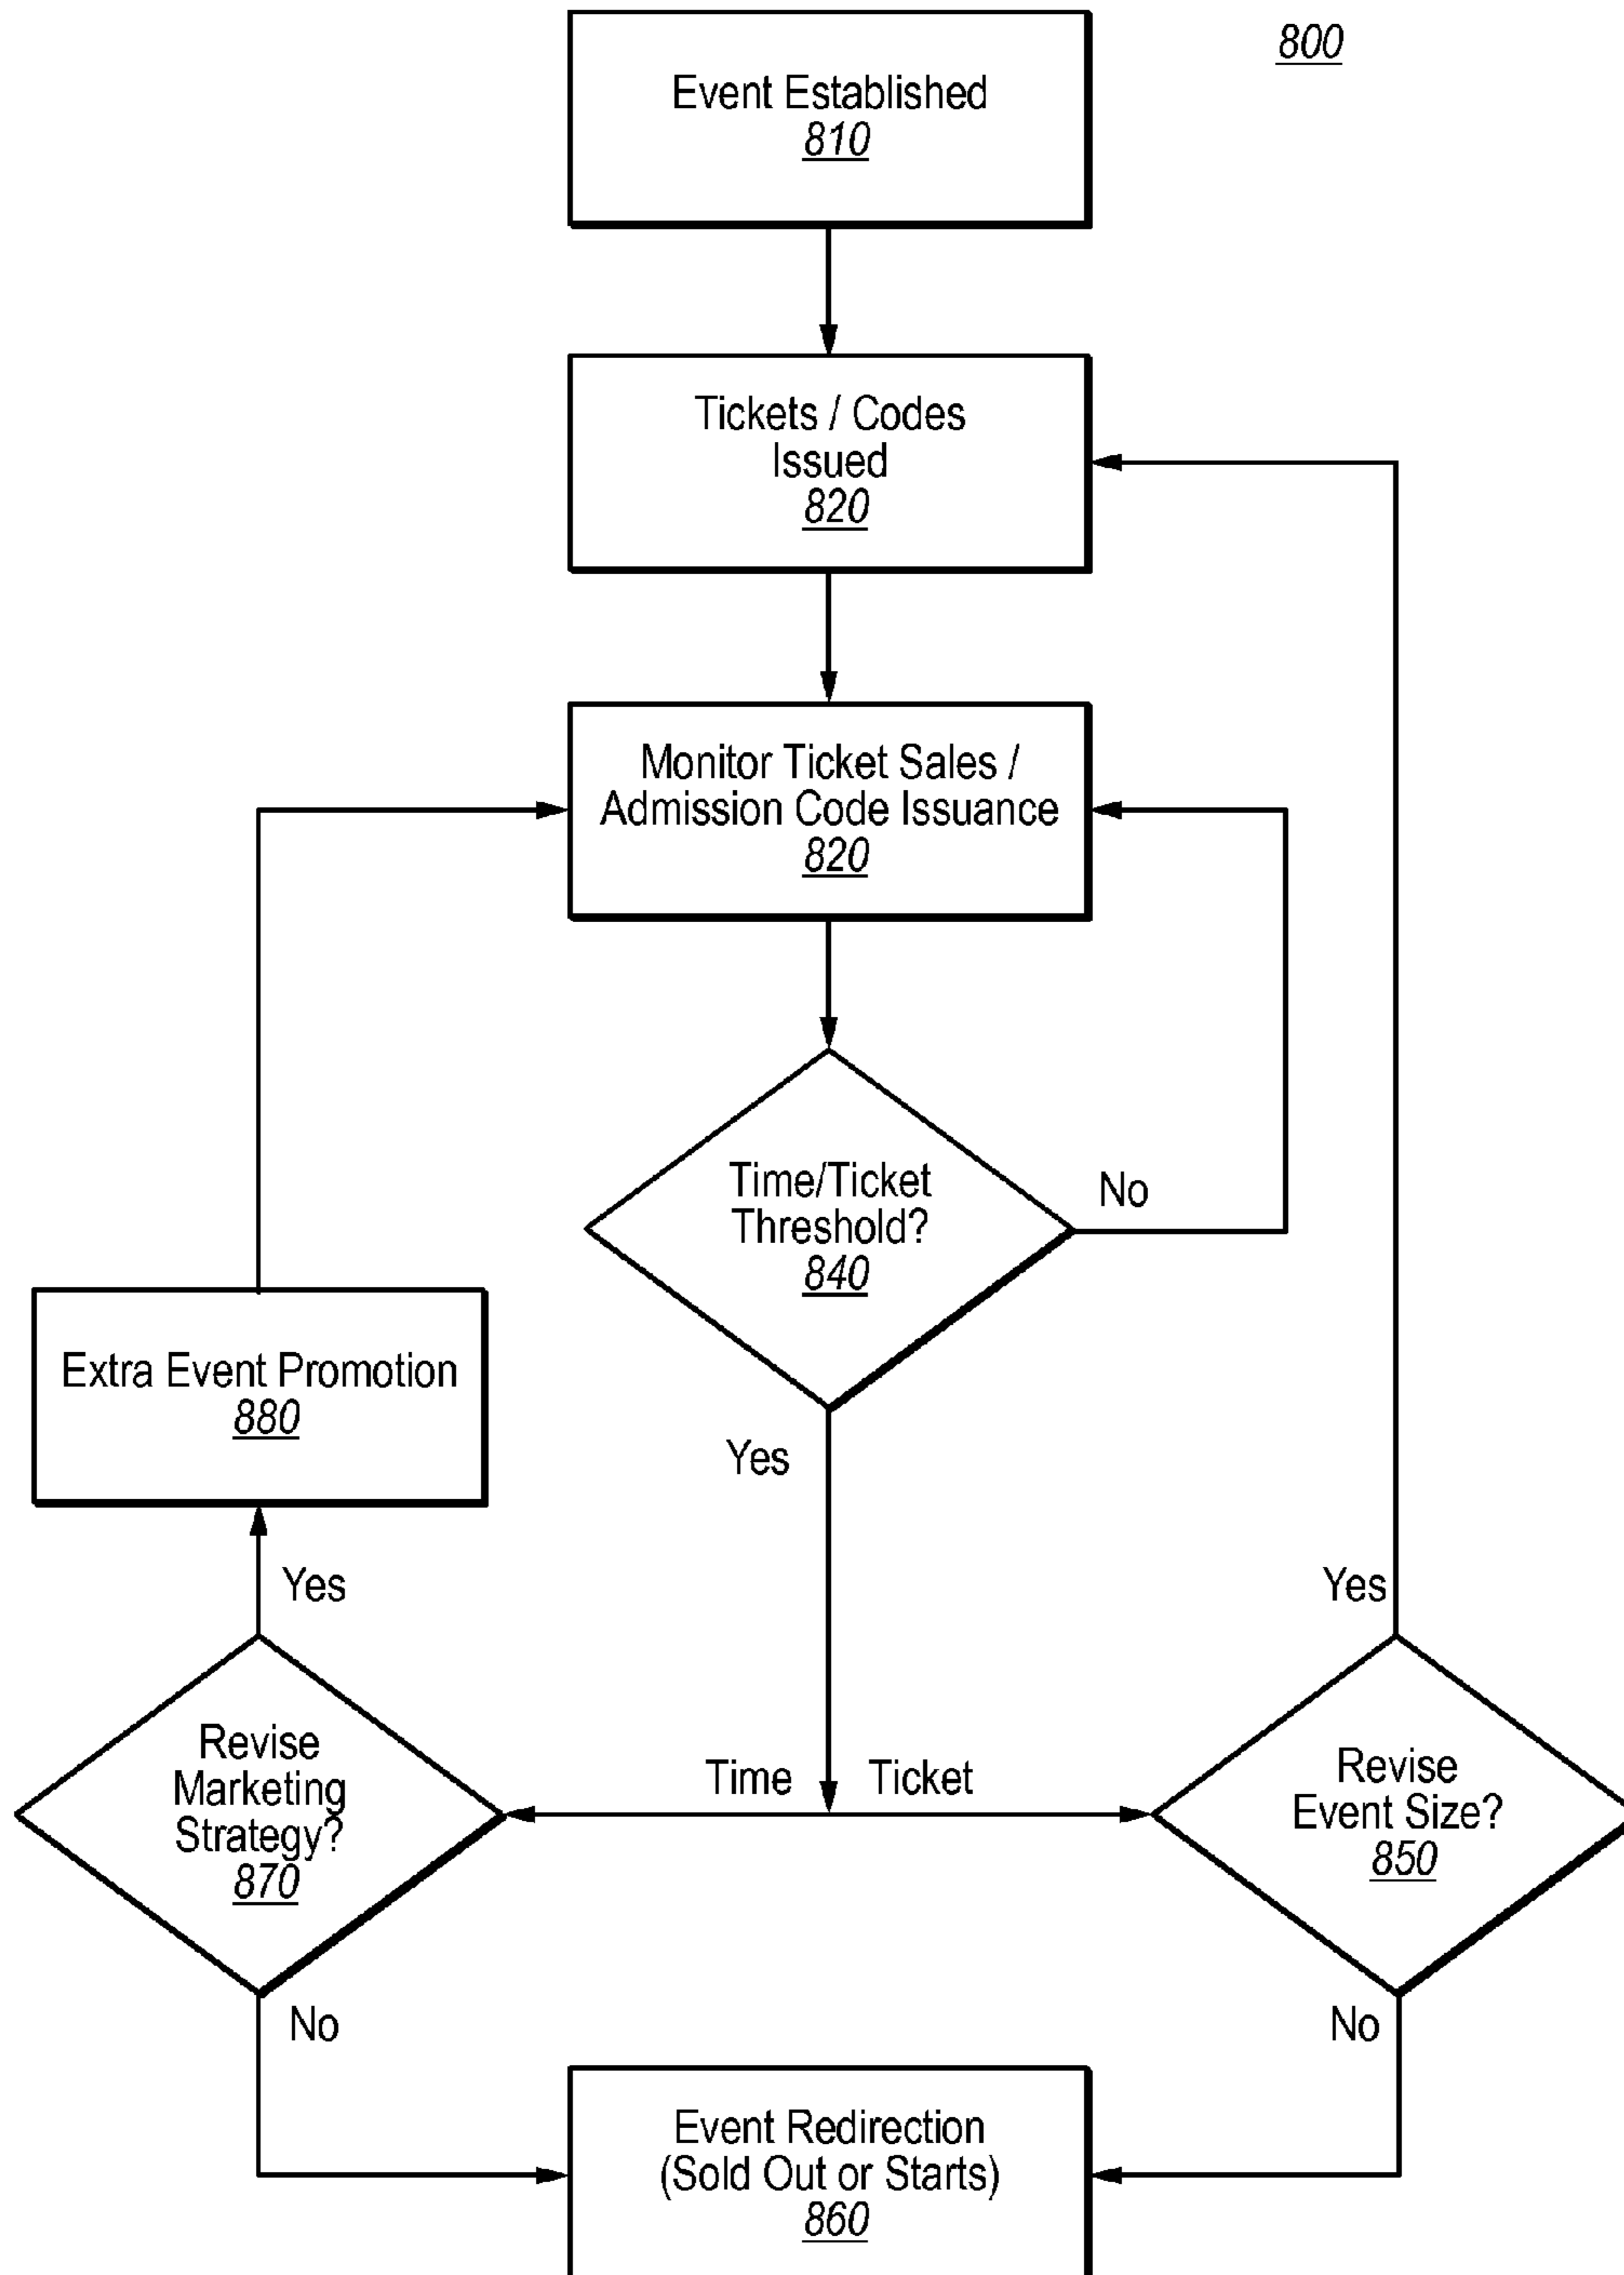 800
Event Established
810
Tickets / Codes
Issued
820
Monitor Ticket Sales /
Admission Code Issuance
820
Time/Ticket
Threshold?
840
No
Extra Event Promotion
880
Yes
Yes
Yes
Revise
Marketing
Strategy?
870
Time
Ticket
Revise
Event Size?
850
No
No
Event Redirection
(Sold Out or Starts)
860